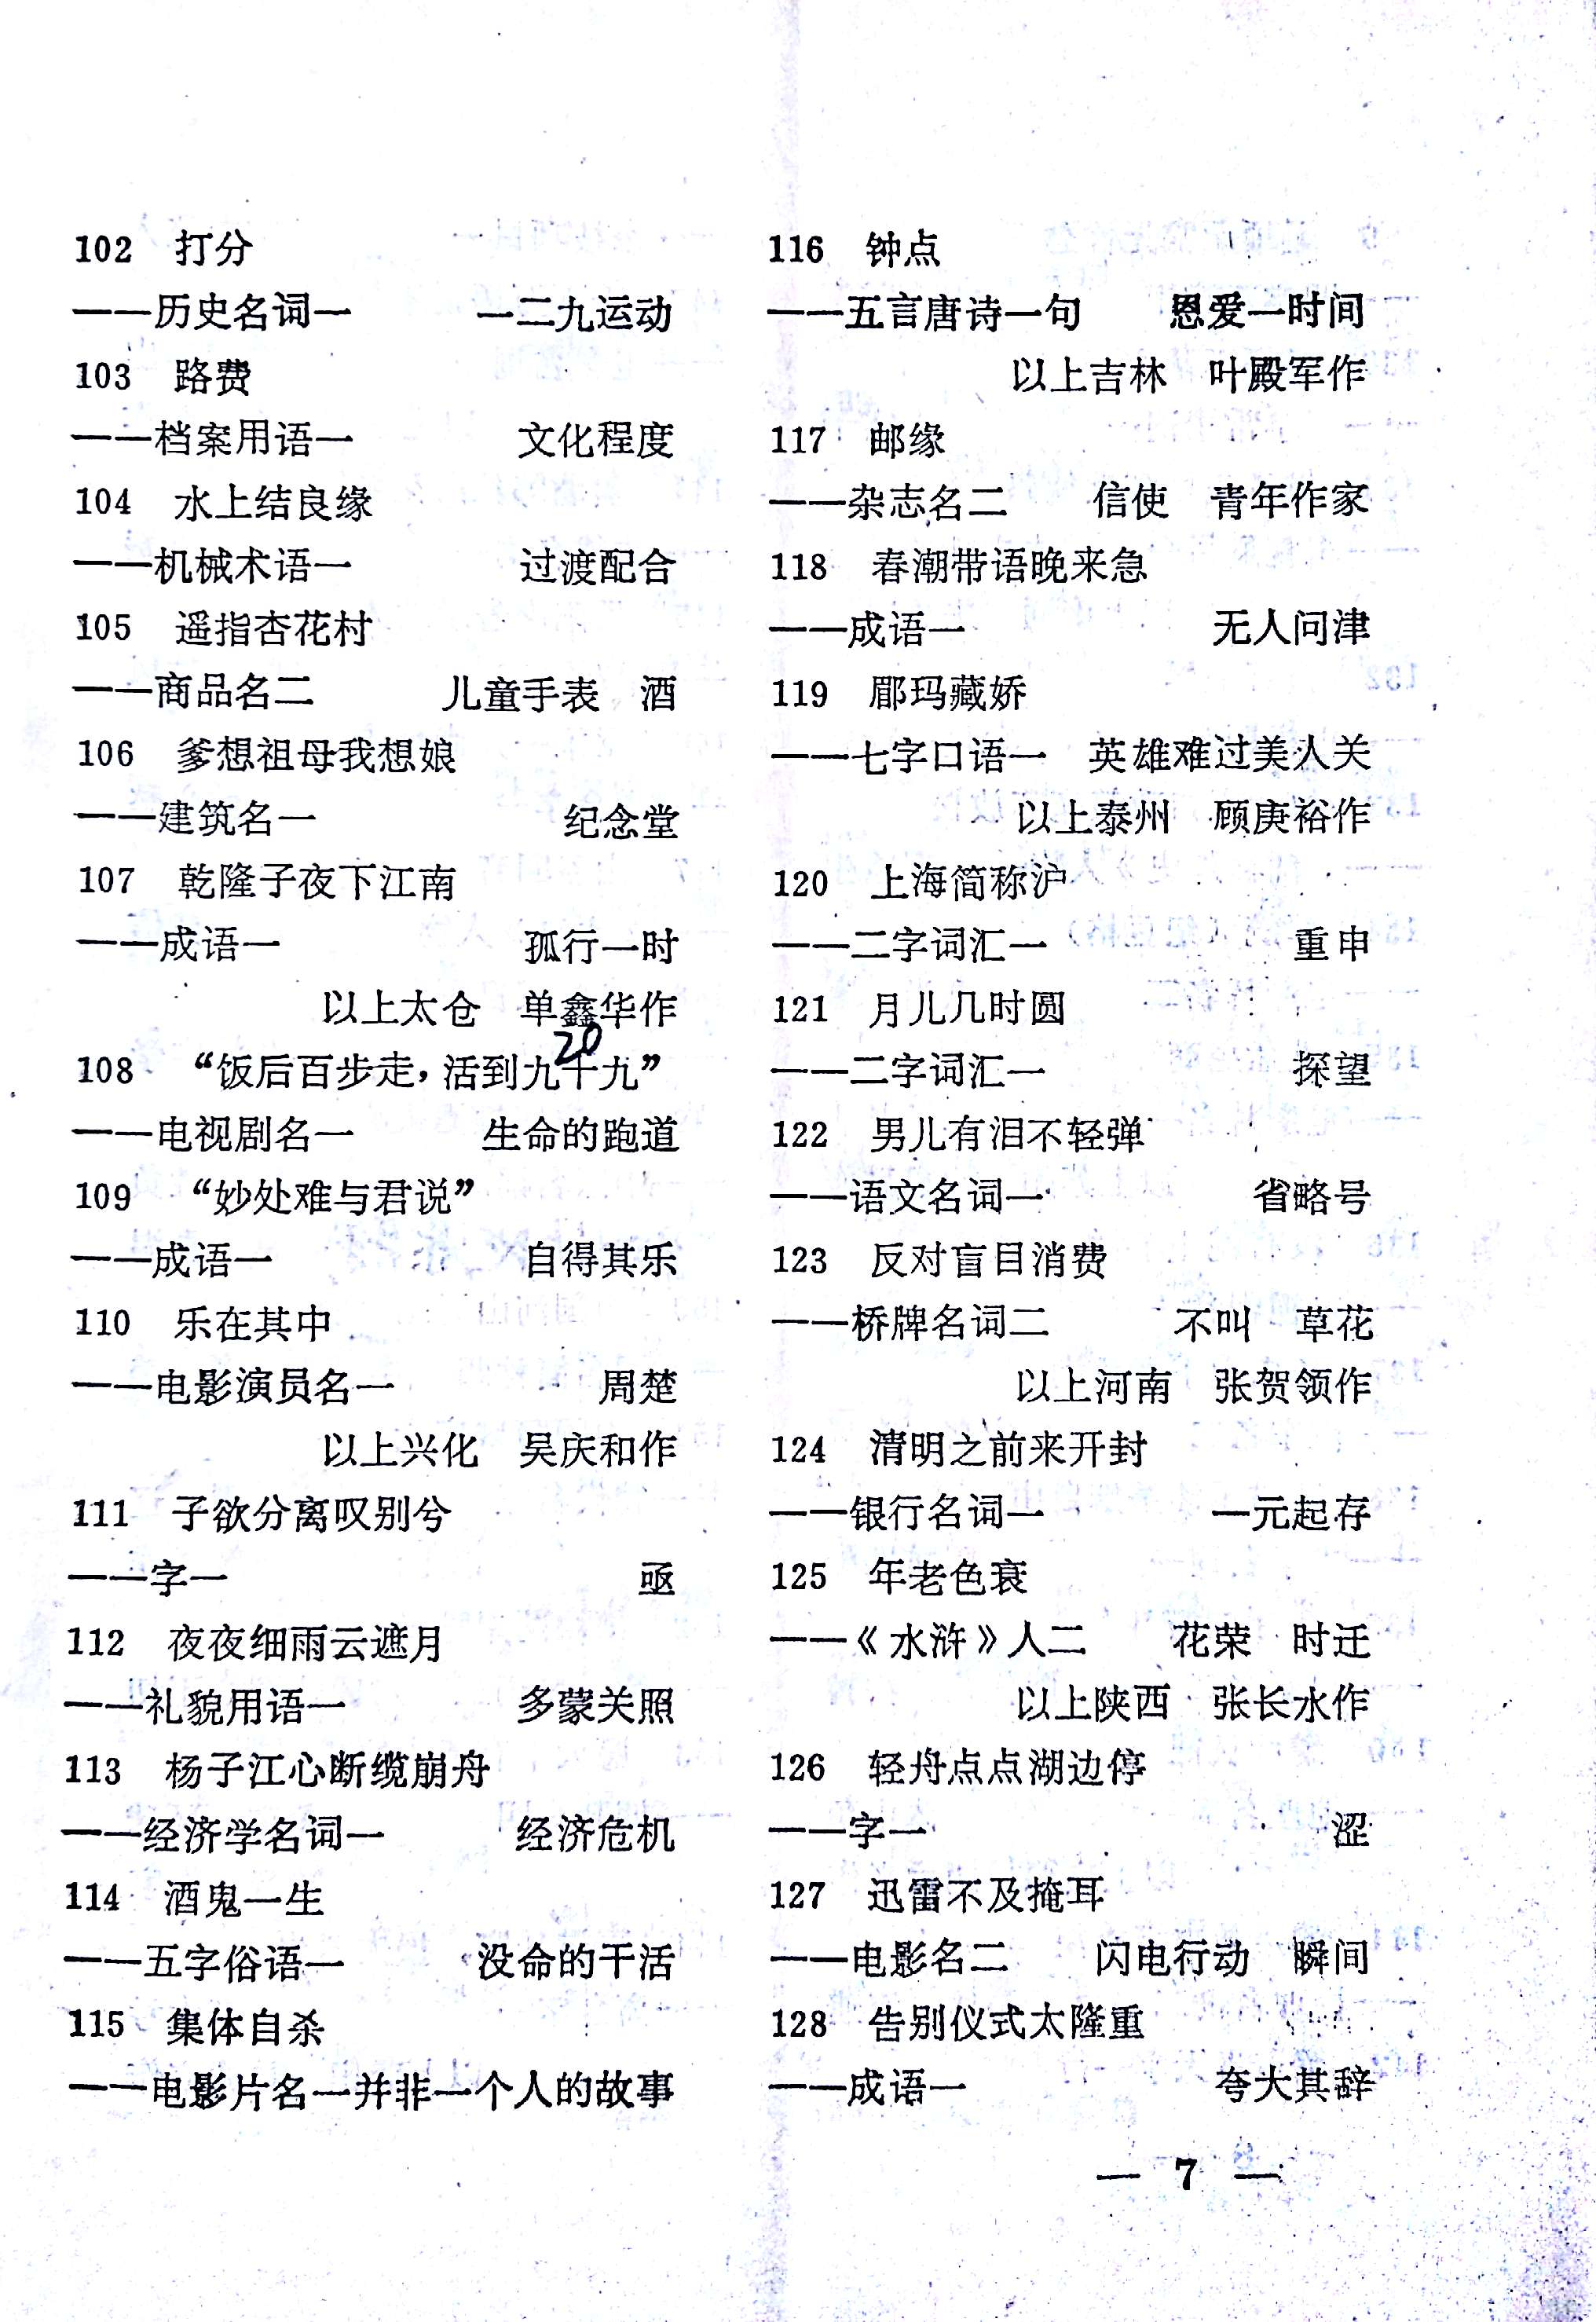 102 打分
——历史名词一 一二九运动
103 路费
——档案用语一 文化程度
104 水上结良缘
——机械术语一 过渡配合
105 遥指杏花村
——商品名二 儿童手表 酒
106 爹想祖母我想娘
——建筑名一 纪念堂
107 乾隆子夜下江南
——成语一 孤行一时
以上太仓 单鑫华作
20
108 “饭后百步走，活到九十九”
——电视剧名一 生命的跑道
109 “妙处难与君说”
——成语一 自得其乐
110 乐在其中
——电影演员名一 周楚
以上兴化 吴庆和作
111 子欲分离叹别兮
——字一 亟
112 夜夜细雨云遮月
——礼貌用语一 多蒙关照
113 杨子江心断缆崩舟
——经济学名词一 经济危机
114 酒鬼一生
——五字俗语一 没命的干活
115 集体自杀
——电影片名一并非一个人的故事
116 钟点
——五言唐诗一句 恩爱一时间
以上吉林 叶殿军作
117 邮缘
——杂志名二 信使 青年作家
118 春潮带语晚来急
——成语一 无人问津
119 郿玛藏娇
——七字口语一 英雄难过美人关
以上泰州 顾庚裕作
120 上海简称沪
——二字词汇一 重申
121 月儿几时圆
——二字词汇一 探望
122 男儿有泪不轻弹
——语文名词一 省略号
123 反对盲目消费
——桥牌名词二 不叫 草花
以上河南 张贺领作
124 清明之前来开封
——银行名词一 一元起存
125 年老色衰
——《水浒》人二 花荣 时迁
以上陕西 张长水作
126 轻舟点点湖边停
——字一 涩
127 迅雷不及掩耳
——电影名二 闪电行动 瞬间
128 告别仪式太隆重
——成语一 夸大其辞
— 7 —